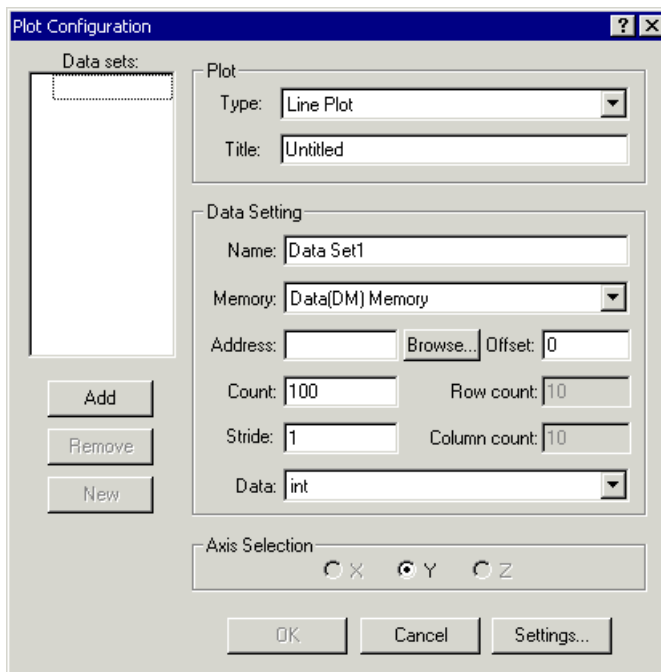 Plot Configuration
Data sets:
Plot
Type: Line Plot
Title: Untitled
Data Setting
Name: Data Set1
Memory: Data(DM) Memory
Address: Browse... Offset: 0
Count: 100 Row count: 10
Stride: 1 Column count: 10
Data: int
Add
Remove
New
Axis Selection
X Y Z
OK Cancel Settings...